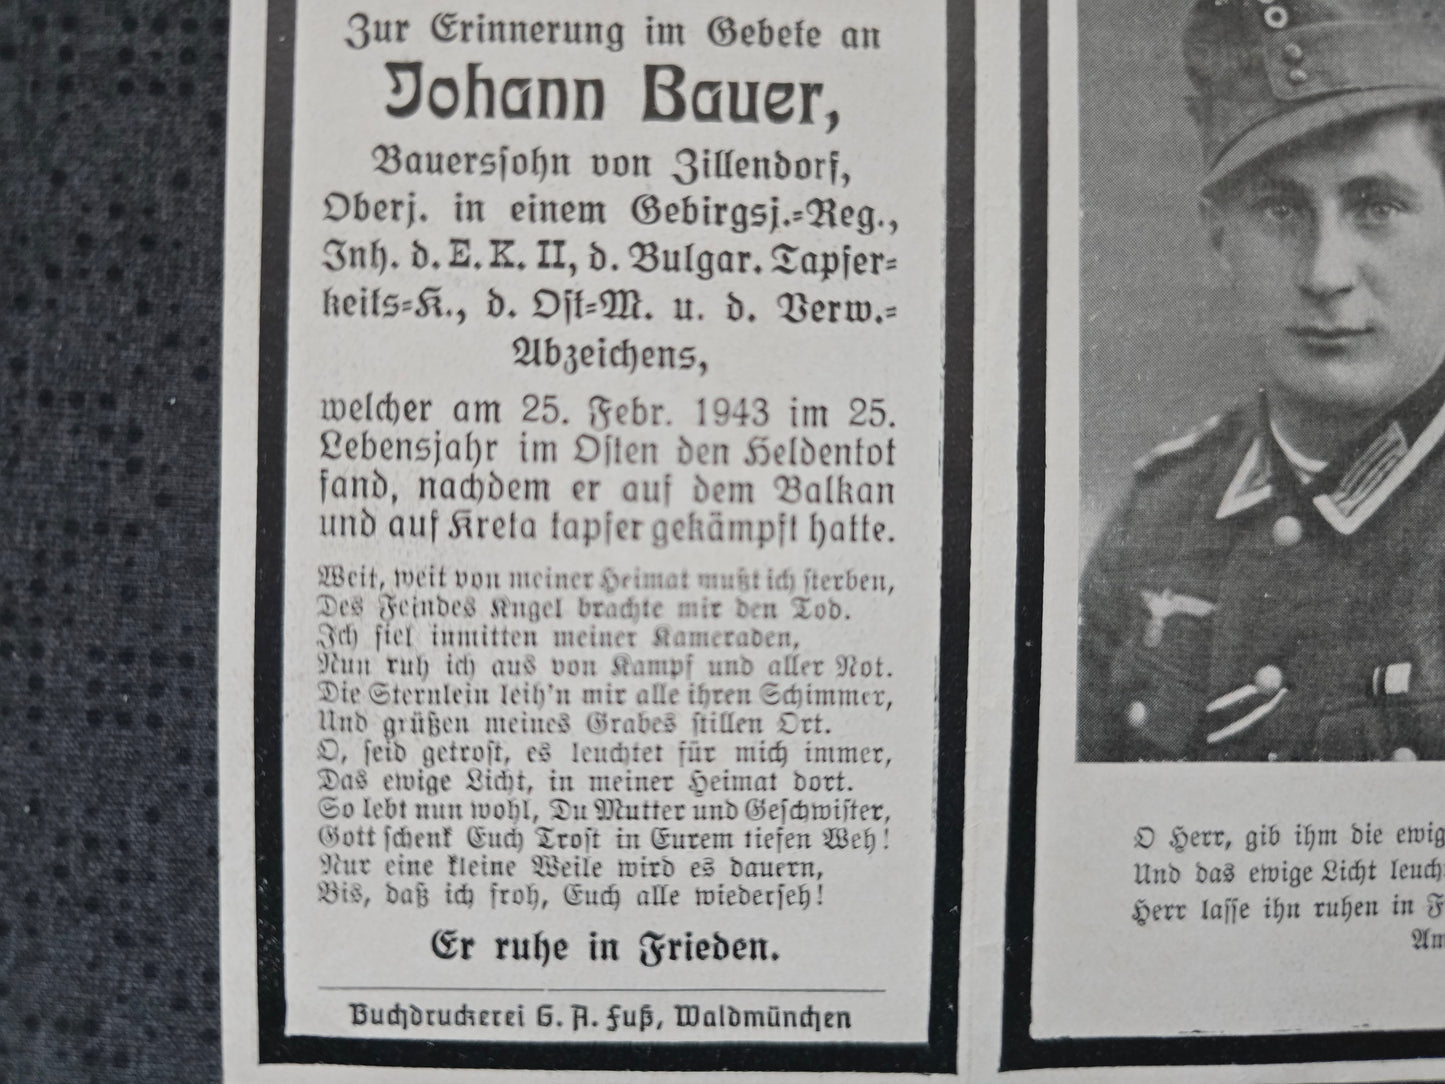 Zur Erinnerung im Gebete an
Johann Bauer,
Bauerssohn von Zillendorf,
Oberj. in einem Gebirgsj.-Reg.,
Inh. d. E. K. II, d. Bulgar. Tapfer-
keits-K., d. Ost-M. u. d. Verw.-
Abzeichens,
welcher am 25. Febr. 1943 im 25.
Lebensjahr im Osten den Heldentot
fand, nachdem er auf dem Balkan
und auf Kreta tapfer gekämpft hatte.
Weit, weit von meiner Heimat mußt ich sterben,
Des Feindes Kugel brachte mir den Tod.
Ich fiel inmitten meiner Kameraden,
Nun ruh ich aus von Kampf und aller Not.
Die Sternlein leih'n mir alle ihren Schimmer,
Und grüßen meines Grabes stillen Ort.
O, seid getrost, es leuchtet für mich immer,
Das ewige Licht, in meiner Heimat dort.
So lebt nun wohl, Du Mutter und Geschwister,
Gott schenk Euch Trost in Eurem tiefen Weh!
Nur eine kleine Weile wird es dauern,
Bis, daß ich froh, Euch alle wiederseh!
Er ruhe in Frieden.
Buchdruckerei G. A. Fuß, Waldmünchen
O Herr, gib ihm die ewig
Und das ewige Licht leuch
Herr lasse ihn ruhen in F
Am